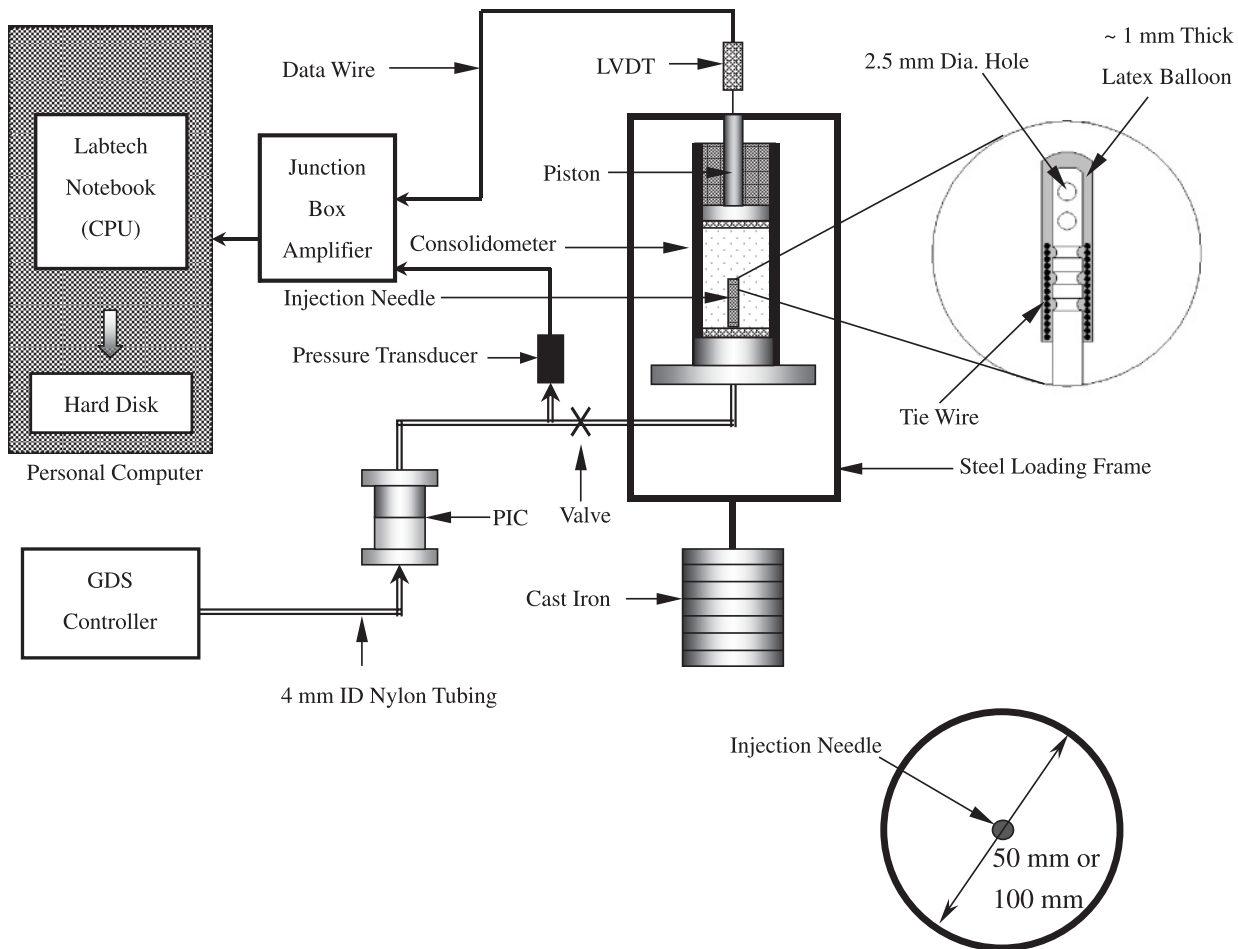 ~ 1 mm Thick
Latex Balloon
2.5 mm Dia. Hole
LVDT
Data Wire
Labtech
Notebook
(CPU)
Junction
Box
Amplifier
Piston
Consolidometer
Injection Needle
Pressure Transducer
Hard Disk
Tie Wire
Personal Computer
Steel Loading Frame
PIC
Valve
GDS
Controller
Cast Iron
4 mm ID Nylon Tubing
Injection Needle
50 mm or
100 mm